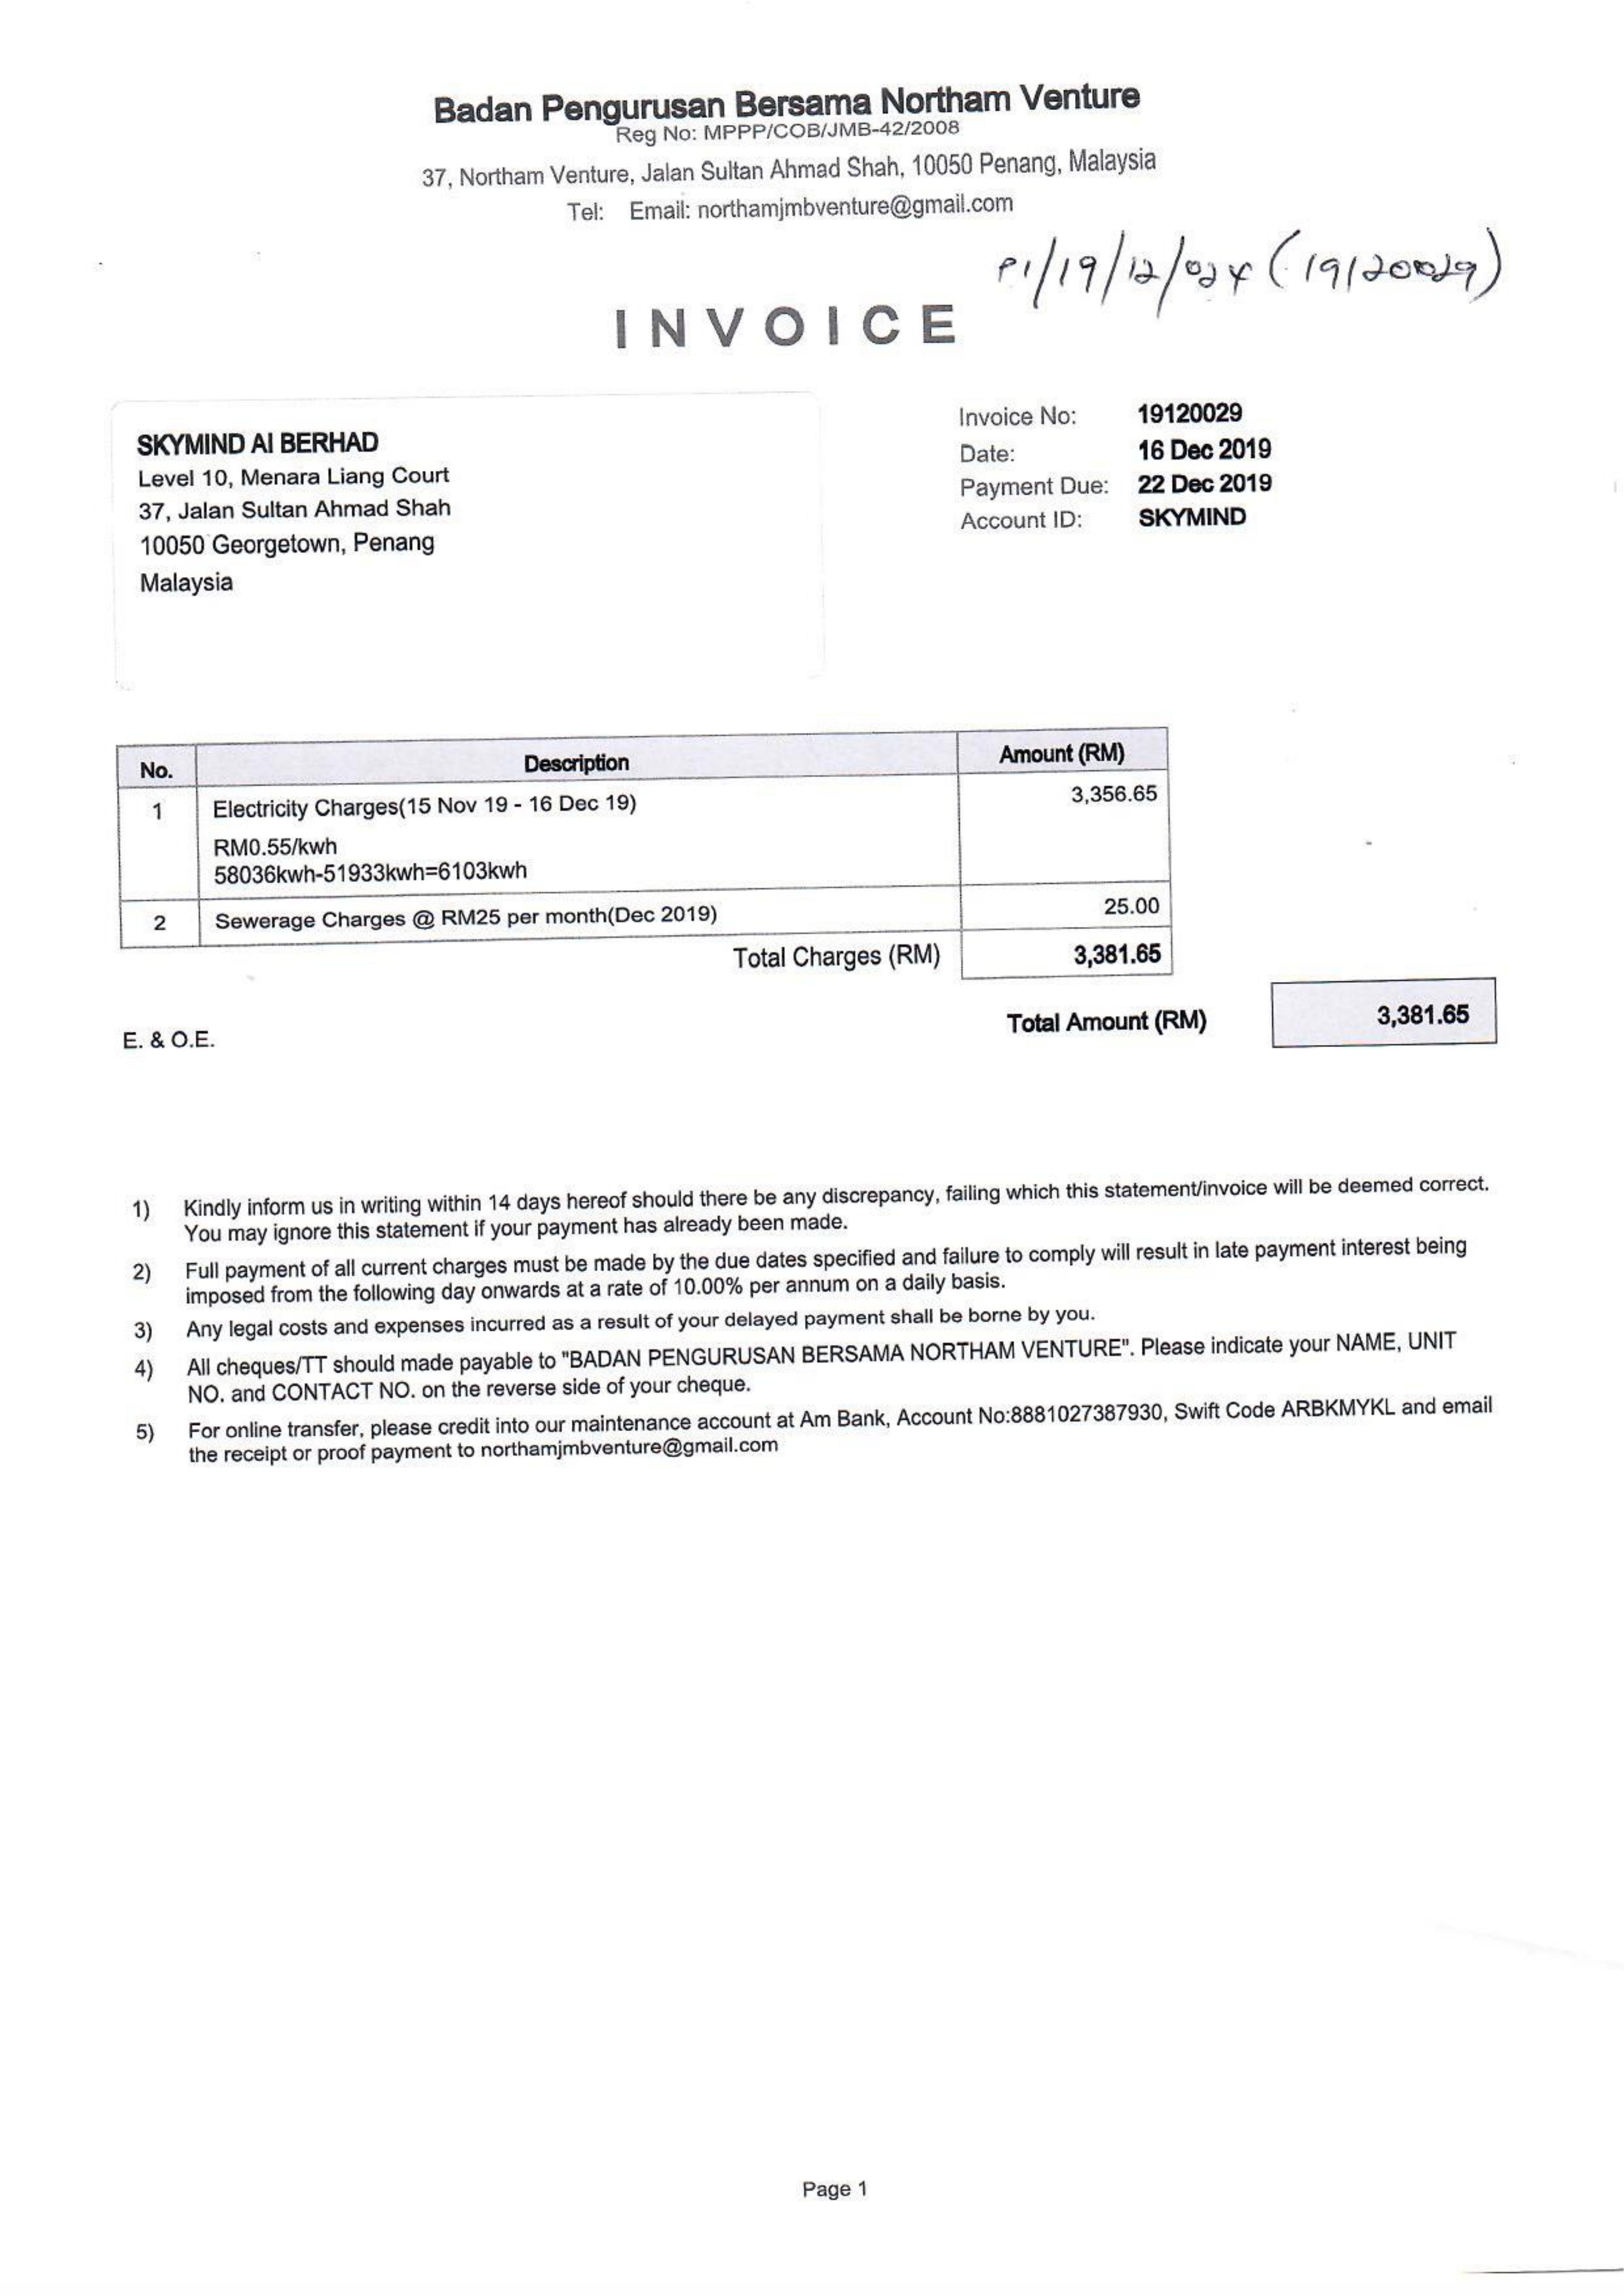 Badan Pengurusan Bersama Northam Venture
Reg No: MPPP/COB/JMB-42/2008
37, Northam Venture, Jalan Sultan Ahmad Shah, 10050 Penang, Malaysia
Tel: Email: northamjmbventure@gmail.com
P1/19/12/024 (19120029)
INVOICE
SKYMIND AI BERHAD
Level 10, Menara Liang Court
37, Jalan Sultan Ahmad Shah
10050 Georgetown, Penang
Malaysia
Invoice No: 19120029
Date: 16 Dec 2019
Payment Due: 22 Dec 2019
Account ID: SKYMIND
No. Description Amount (RM)
1 Electricity Charges(15 Nov 19 - 16 Dec 19) 3,356.65
RM0.55/kwh
58036kwh-51933kwh=6103kwh
2 Sewerage Charges @ RM25 per month(Dec 2019) 25.00
Total Charges (RM) 3,381.65
Total Amount (RM) 3,381.65
E. & O.E.
1) Kindly inform us in writing within 14 days hereof should there be any discrepancy, failing which this statement/invoice will be deemed correct.
You may ignore this statement if your payment has already been made.
2) Full payment of all current charges must be made by the due dates specified and failure to comply will result in late payment interest being
imposed from the following day onwards at a rate of 10.00% per annum on a daily basis.
3) Any legal costs and expenses incurred as a result of your delayed payment shall be borne by you.
4) All cheques/TT should made payable to "BADAN PENGURUSAN BERSAMA NORTHAM VENTURE". Please indicate your NAME, UNIT
NO. and CONTACT NO. on the reverse side of your cheque.
5) For online transfer, please credit into our maintenance account at Am Bank, Account No:8881027387930, Swift Code ARBKMYKL and email
the receipt or proof payment to northamjmbventure@gmail.com
Page 1